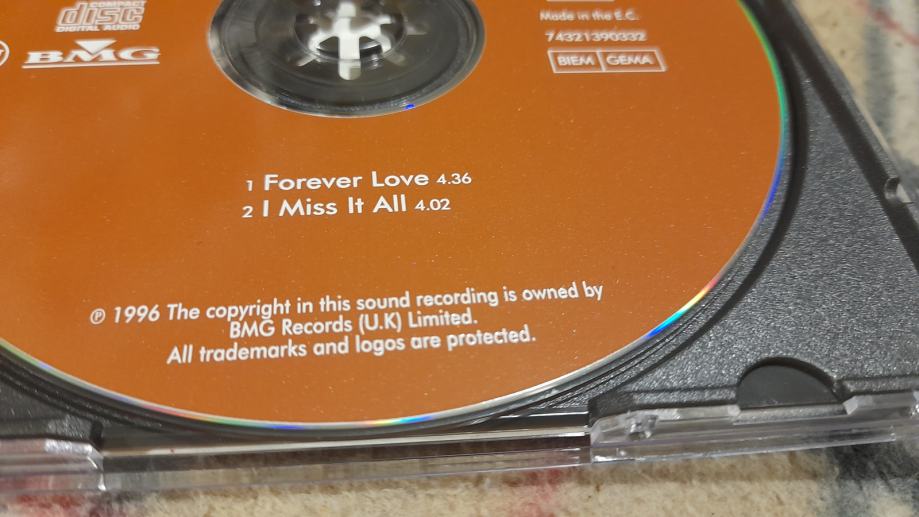 COMPACT
disc
DIGITAL AUDIO
BMG
Made in the E.C.
74321390332
BIEM GEMA
1 Forever Love 4.36
2 I Miss It All 4.02
℗ 1996 The copyright in this sound recording is owned by
BMG Records (U.K) Limited.
All trademarks and logos are protected.